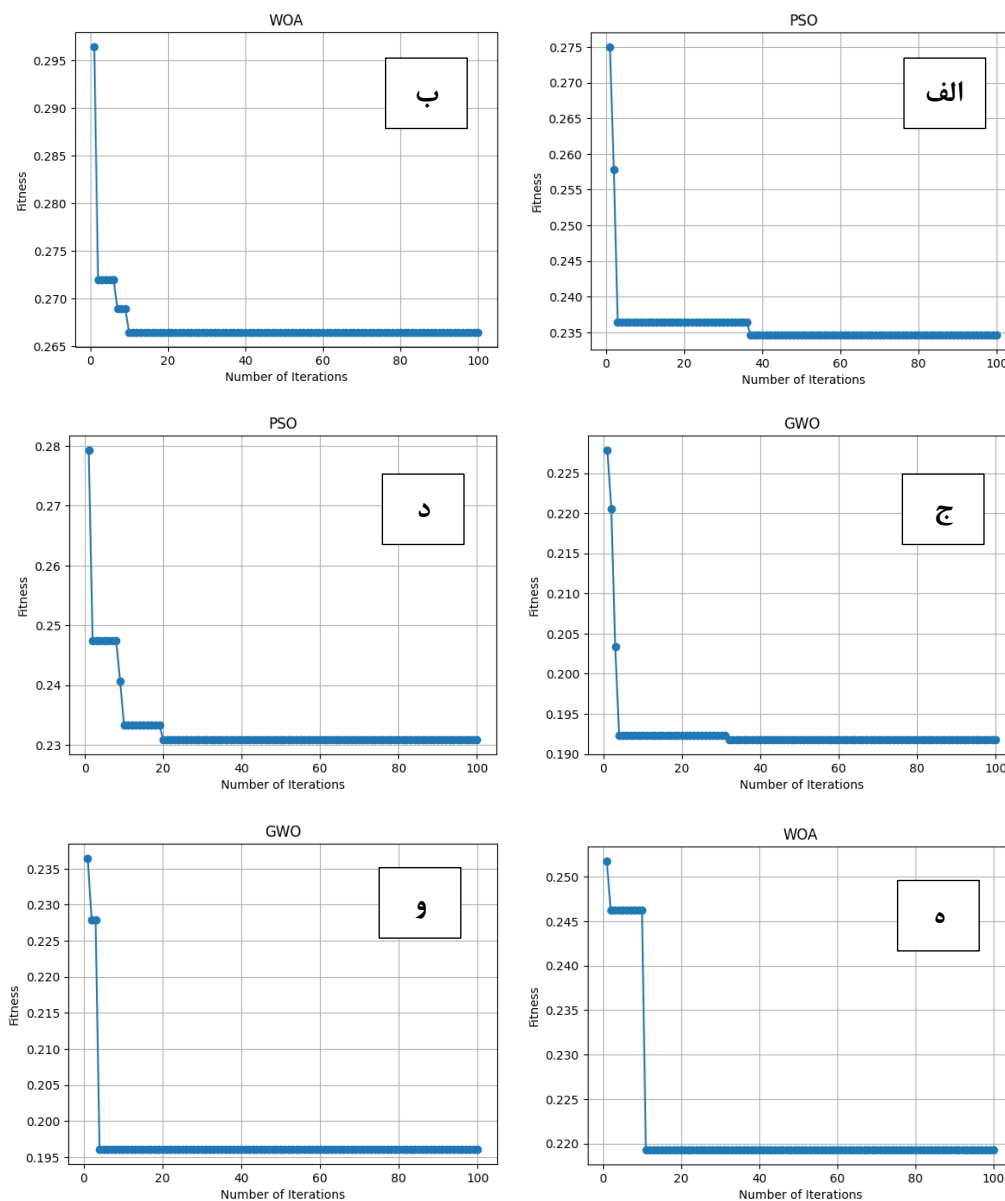 WOA
ب
0.295
0.290
0.285
0.280
0.275
0.270
0.265
Fitness
0 20 40 60 80 100
Number of Iterations
PSO
الف
0.275
0.270
0.265
0.260
0.255
0.250
0.245
0.240
0.235
Fitness
0 20 40 60 80 100
Number of Iterations
PSO
د
0.28
0.27
0.26
0.25
0.24
0.23
Fitness
0 20 40 60 80 100
Number of Iterations
GWO
ج
0.225
0.220
0.215
0.210
0.205
0.200
0.195
0.190
Fitness
0 20 40 60 80 100
Number of Iterations
GWO
و
0.235
0.230
0.225
0.220
0.215
0.210
0.205
0.200
0.195
Fitness
0 20 40 60 80 100
Number of Iterations
WOA
ه
0.250
0.245
0.240
0.235
0.230
0.225
0.220
Fitness
0 20 40 60 80 100
Number of Iterations